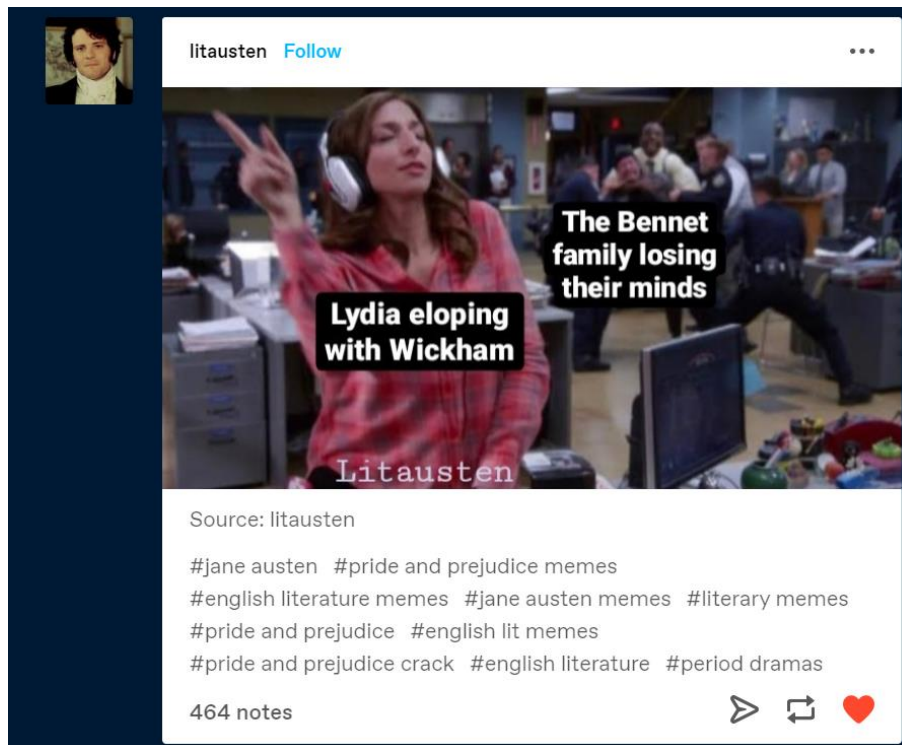 litausten Follow
The Bennet
family losing
their minds
Lydia eloping
with Wickham
Litausten
Source: litausten
#jane austen #pride and prejudice memes
#english literature memes #jane austen memes #literary memes
#pride and prejudice #english lit memes
#pride and prejudice crack #english literature #period dramas
464 notes